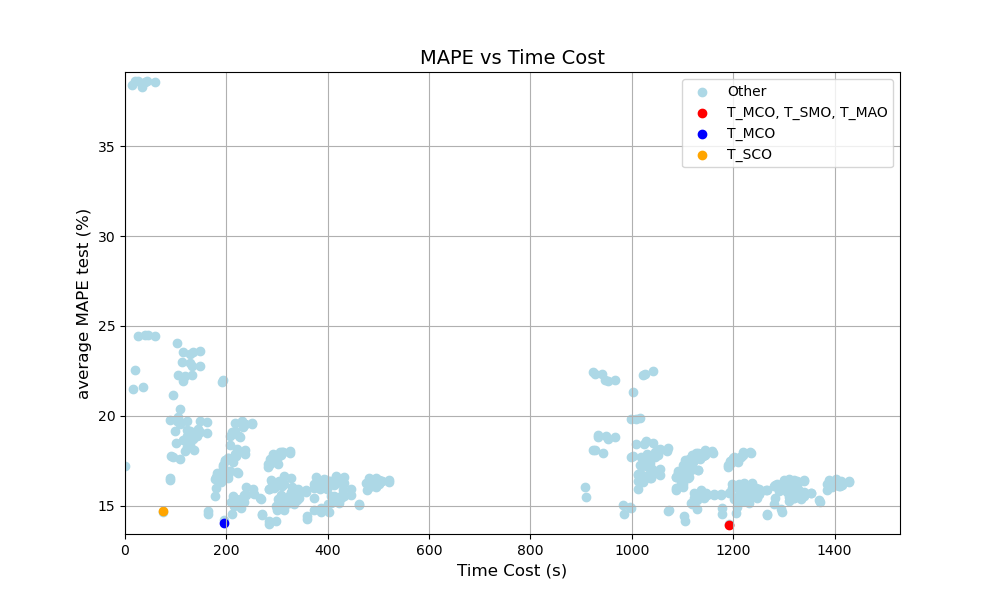 MAPE vs Time Cost
Other
T_MCO, T_SMO, T_MAO
T_MCO
T_SCO
average MAPE test (%)
35
30
25
20
15
0 200 400 600 800 1000 1200 1400
Time Cost (s)